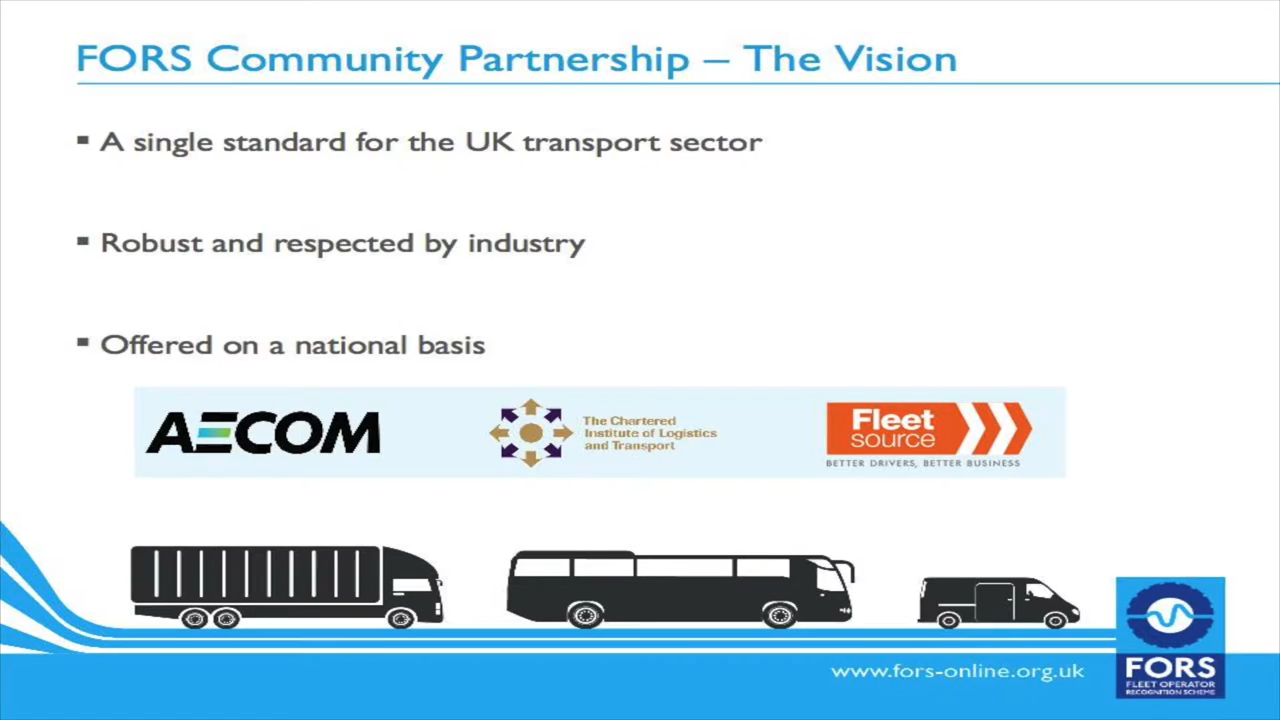 FORS Community Partnership – The Vision
▪ A single standard for the UK transport sector
▪ Robust and respected by industry
▪ Offered on a national basis
AECOM
The Chartered
Institute of Logistics
and Transport
Fleet
source
BETTER DRIVERS, BETTER BUSINESS
www.fors-online.org.uk
FORS
FLEET OPERATOR
RECOGNITION SCHEME